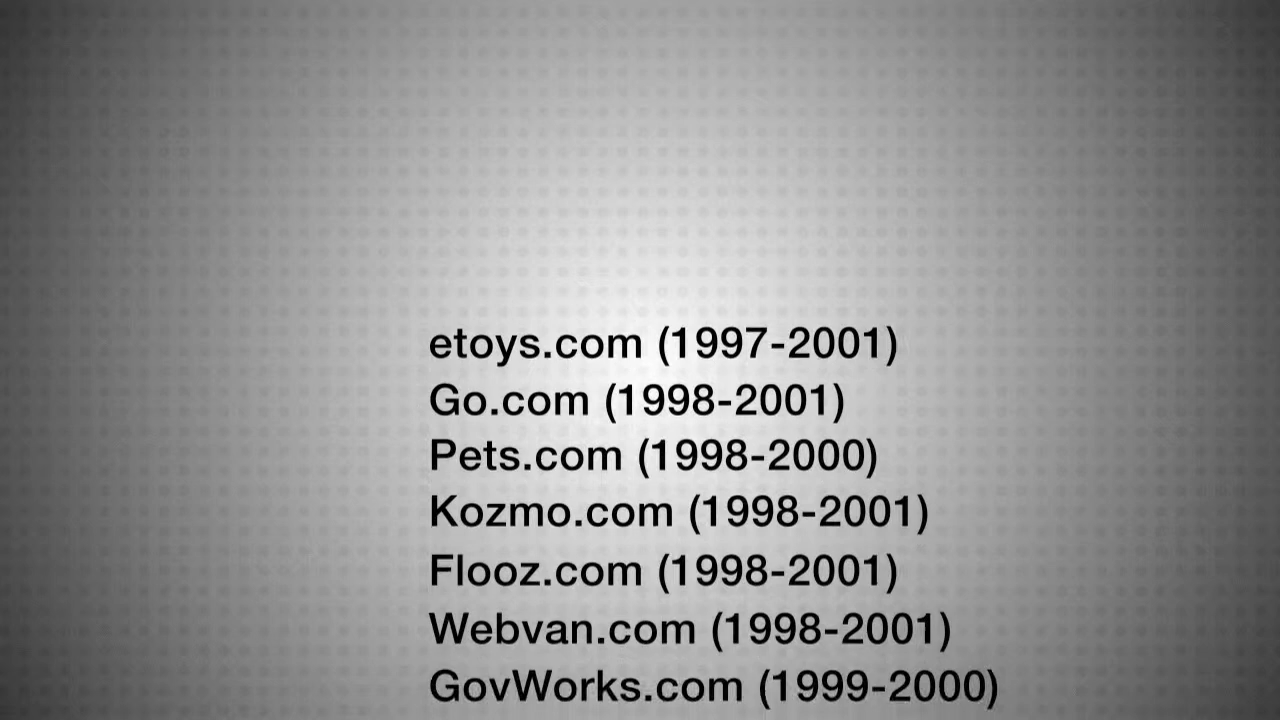 etoys.com (1997-2001)
Go.com (1998-2001)
Pets.com (1998-2000)
Kozmo.com (1998-2001)
Flooz.com (1998-2001)
Webvan.com (1998-2001)
GovWorks.com (1999-2000)